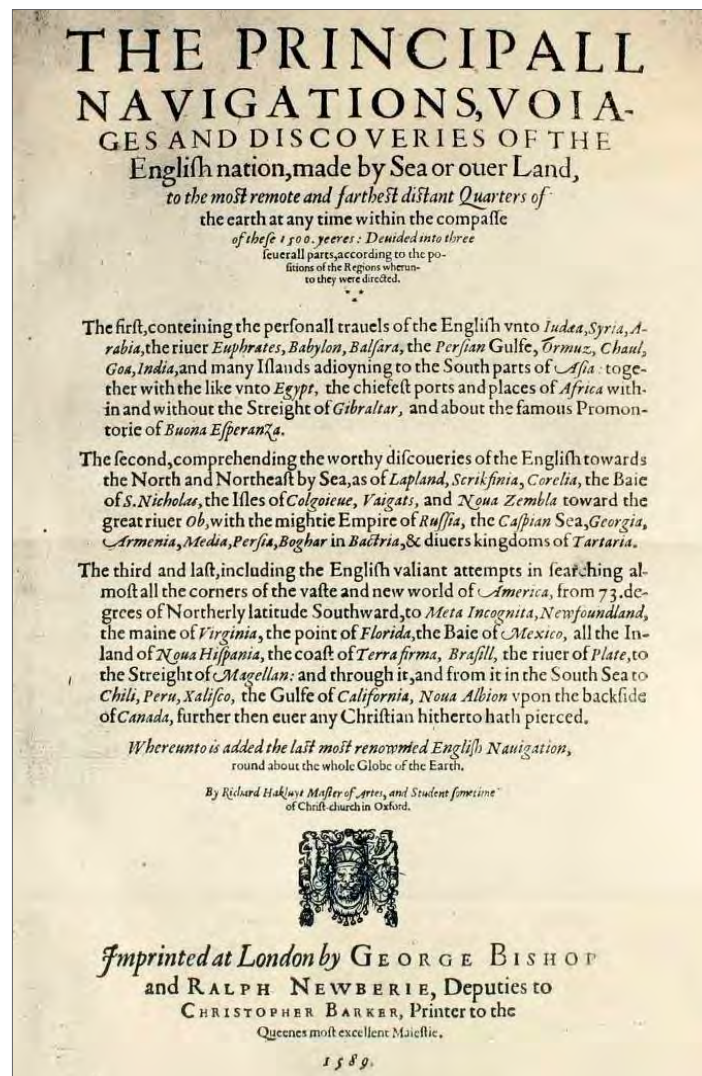 THE PRINCIPALL
NAVIGATIONS, VOIA-
GES AND DISCOVERIES OF THE
Engliſh nation, made by Sea or ouer Land,
to the moſt remote and fartheſt diſtant Quarters of
the earth at any time within the compaſſe
of theſe 1500. yeeres: Deuided into three
ſeuerall parts, according to the po-
ſitions of the Regions wherun-
to they were directed.
The firſt, conteining the perſonall trauels of the Engliſh vnto Iudæa, Syria, A-
rabia, the riuer Euphrates, Babylon, Balſara, the Perſian Gulfe, Ormuz, Chaul,
Goa, India, and many Iſlands adioyning to the South parts of Aſia: toge-
ther with the like vnto Egypt, the chiefeſt ports and places of Africa with-
in and without the Streight of Gibraltar, and about the famous Promon-
torie of Buona Eſperanza.
The ſecond, comprehending the worthy diſcoueries of the Engliſh towards
the North and Northeaſt by Sea, as of Lapland, Scrikfinia, Corelia, the Baie
of S. Nicholas, the Iſles of Colgoieue, Vaigats, and Noua Zembla toward the
great riuer Ob, with the mightie Empire of Ruſſia, the Caſpian Sea, Georgia,
Armenia, Media, Perſia, Boghar in Bactria, & diuers kingdoms of Tartaria.
The third and laſt, including the Engliſh valiant attempts in ſearching al-
moſt all the corners of the vaſte and new world of America, from 73. de-
grees of Northerly latitude Southward, to Meta Incognita, Newfoundland,
the maine of Virginia, the point of Florida, the Baie of Mexico, all the In-
land of Noua Hiſpania, the coaſt of Terra firma, Braſill, the riuer of Plate, to
the Streight of Magellan: and through it, and from it in the South Sea to
Chili, Peru, Xaliſco, the Gulfe of California, Noua Albion vpon the backſide
of Canada, further then euer any Chriſtian hitherto hath pierced.
Whereunto is added the laſt moſt renowmed Engliſh Nauigation,
round about the whole Globe of the Earth.
By Richard Hakluyt Maſter of Artes, and Student ſometime
of Chriſt-church in Oxford.
Imprinted at London by GEORGE BISHOP
and RALPH NEWBERIE, Deputies to
CHRISTOPHER BARKER, Printer to the
Queenes moſt excellent Maieſtie.
1589.